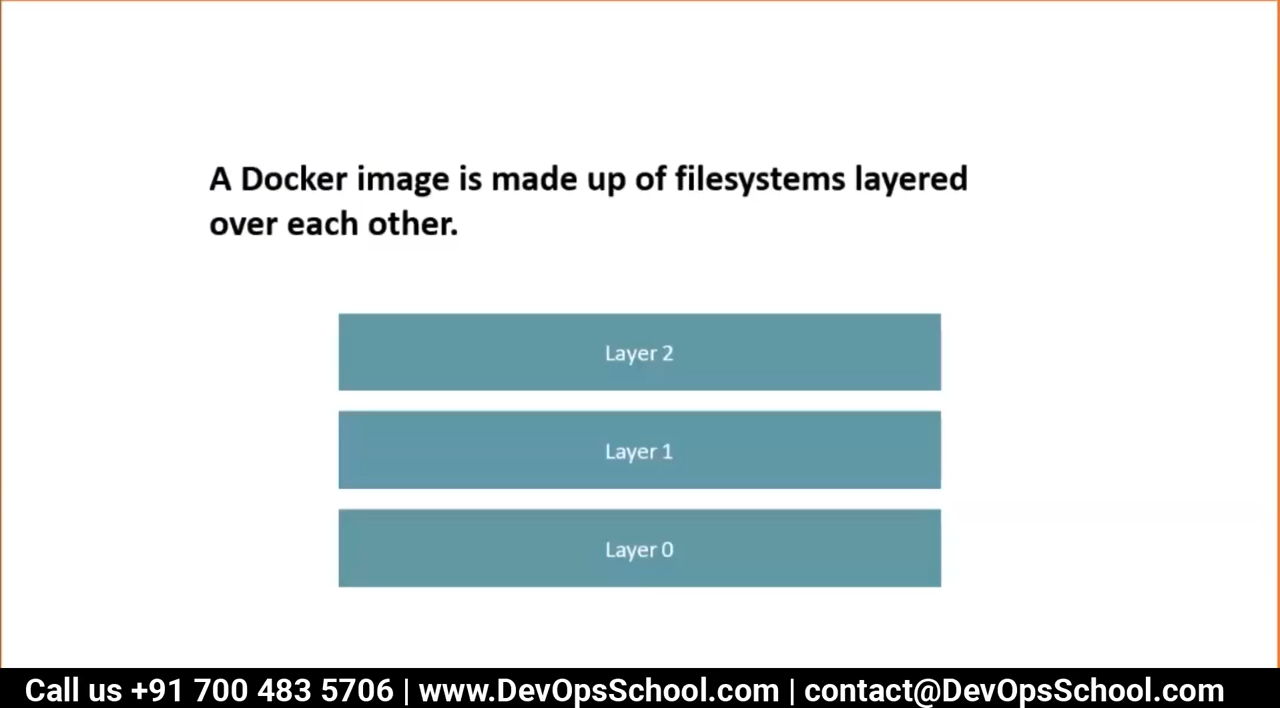 A Docker image is made up of filesystems layered
over each other.
Layer 2
Layer 1
Layer 0
Call us +91 700 483 5706 | www.DevOpsSchool.com | contact@DevOpsSchool.com